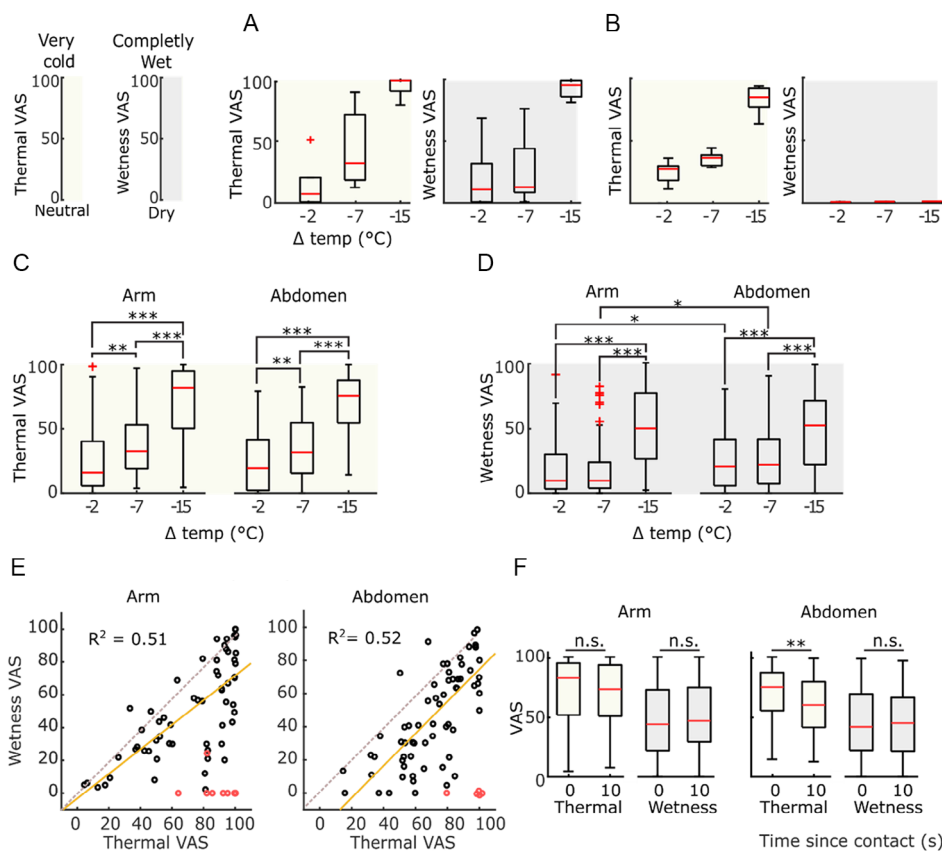 A
B
Very cold
Completly Wet
100
50
0
Thermal VAS
Neutral
100
50
0
Wetness VAS
Dry
Thermal VAS
100
50
0
-2
-7
-15
Wetness VAS
-2
-7
-15
Δ temp (°C)
Thermal VAS
100
50
0
-2
-7
-15
-2
-7
-15
C
Arm
Abdomen
***
**
***
***
**
***
Thermal VAS
100
50
0
-2
-7
-15
-2
-7
-15
Δ temp (°C)
D
Arm
Abdomen
*
*
***
***
***
***
Wetness VAS
100
50
0
-2
-7
-15
-2
-7
-15
Δ temp (°C)
E
Arm
Abdomen
R² = 0.51
R²= 0.52
Wetness VAS
100
80
60
40
20
0
0 20 40 60 80 100
Thermal VAS
100
80
60
40
20
0
0 20 40 60 80 100
Thermal VAS
F
Arm
Abdomen
n.s.
n.s.
**
n.s.
VAS
100
50
0
0 10
Thermal
0 10
Wetness
100
50
0
0 10
Thermal
0 10
Wetness
Time since contact (s)